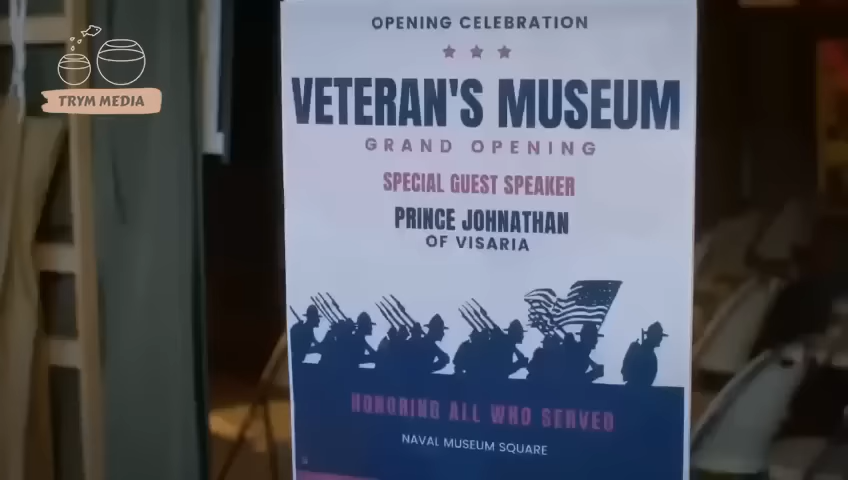 TRYM MEDIA
OPENING CELEBRATION
VETERAN'S MUSEUM
GRAND OPENING
SPECIAL GUEST SPEAKER
PRINCE JOHNATHAN
OF VISARIA
HONORING ALL WHO SERVED
NAVAL MUSEUM SQUARE